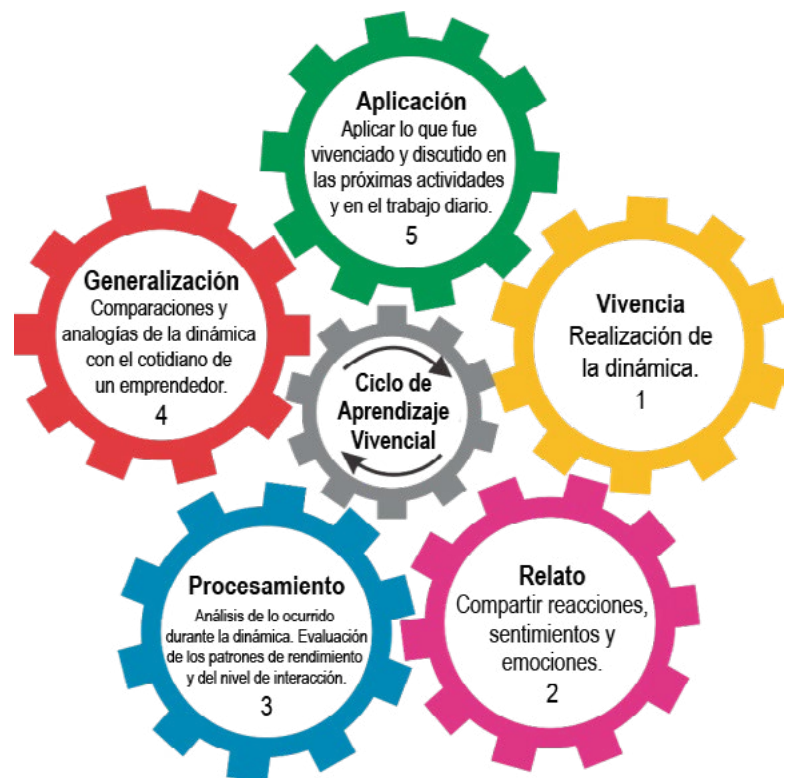 Aplicación
Aplicar lo que fue
vivenciado y discutido en
las próximas actividades
y en el trabajo diario.
5
Generalización
Comparaciones y
analogías de la dinámica
con el cotidiano de
un emprendedor.
4
Vivencia
Realización de
la dinámica.
1
Ciclo de
Aprendizaje
Vivencial
Procesamiento
Análisis de lo ocurrido
durante la dinámica. Evaluación
de los patrones de rendimiento
y del nivel de interacción.
3
Relato
Compartir reacciones,
sentimientos y
emociones.
2